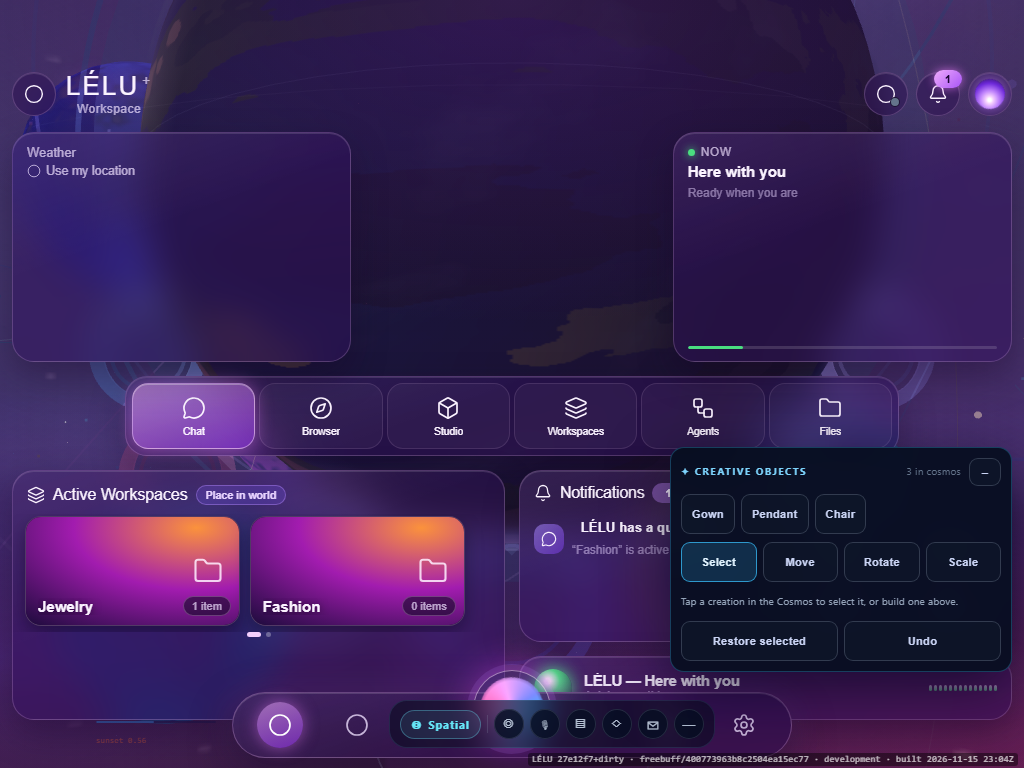 LÉLU+
Workspace
1
Weather
Use my location
NOW
Here with you
Ready when you are
Chat
Browser
Studio
Workspaces
Agents
Files
Active Workspaces
Place in world
Jewelry
1 item
Fashion
0 items
Notifications
LÉLU has a qu
"Fashion" is active
✦ CREATIVE OBJECTS
3 in cosmos
–
Gown
Pendant
Chair
Select
Move
Rotate
Scale
Tap a creation in the Cosmos to select it, or build one above.
Restore selected
Undo
LÉLU — Here with you
Spatial
sunset 0.56
LÉLU 27e12f7+dirty · freebuff/400773963b8c2504ea15ec77 · development · built 2026-11-15 23:04Z